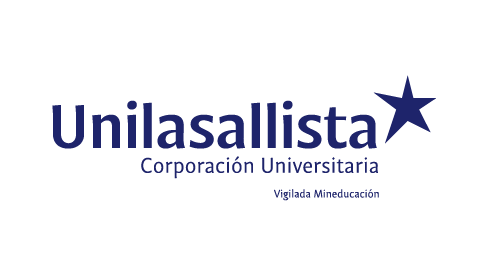 Unilasallista
Corporación Universitaria
Vigilada Mineducación